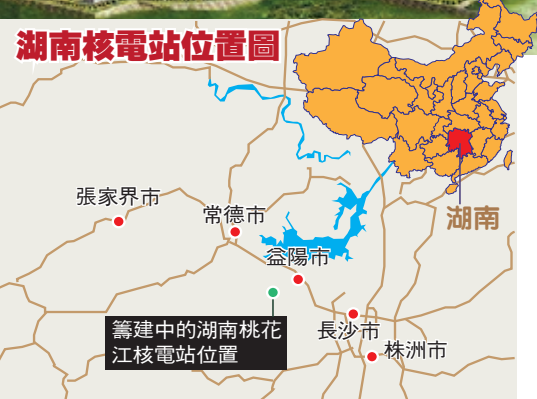 湖南核電站位置圖
湖南
張家界市
常德市
益陽市
籌建中的湖南桃花
江核電站位置
長沙市
株洲市